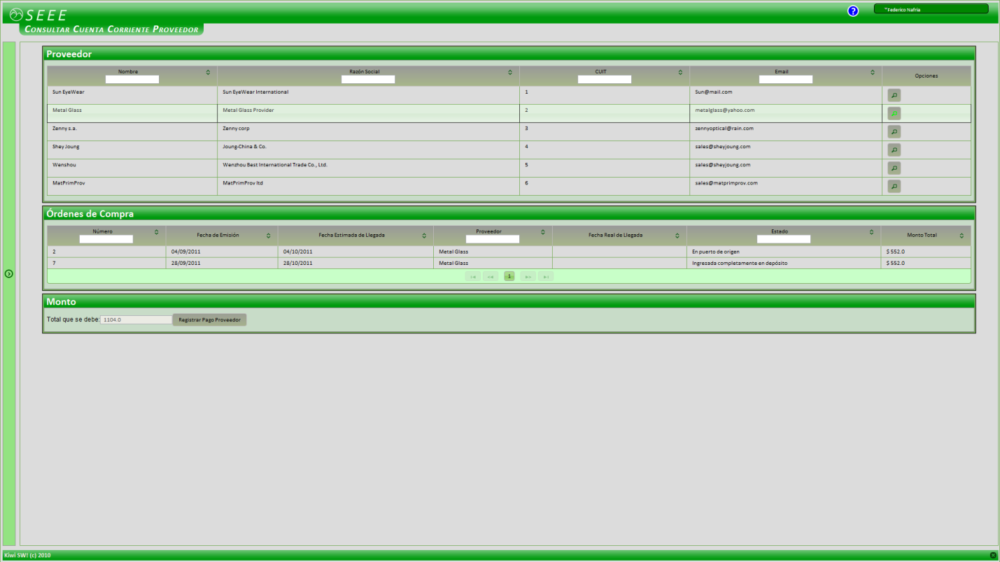 SEEE
?
Federico Nafria
Consultar Cuenta Corriente Proveedor
Proveedor
Nombre Razón Social CUIT Email Opciones
Sun EyeWear Sun EyeWear International 1 Sun@mail.com
Metal Glass Metal Glass Provider 2 metalglass@yahoo.com
Zenny s.a. Zenny corp 3 zennyoptical@rain.com
Shey Joung Joung-China & Co. 4 sales@sheyjoung.com
Wenshou Wenzhou Best International Trade Co., Ltd. 5 sales@sheyjoung.com
MatPrimProv MatPrimProv ltd 6 sales@matprimprov.com
Órdenes de Compra
Número Fecha de Emisión Fecha Estimada de Llegada Proveedor Fecha Real de Llegada Estado Monto Total
2 04/09/2011 04/10/2011 Metal Glass En puerto de origen $ 552.0
7 28/09/2011 28/10/2011 Metal Glass Ingresada completamente en depósito $ 552.0
1
Monto
Total que se debe: 1104.0 Registrar Pago Proveedor
Kiwi SW! (c) 2010